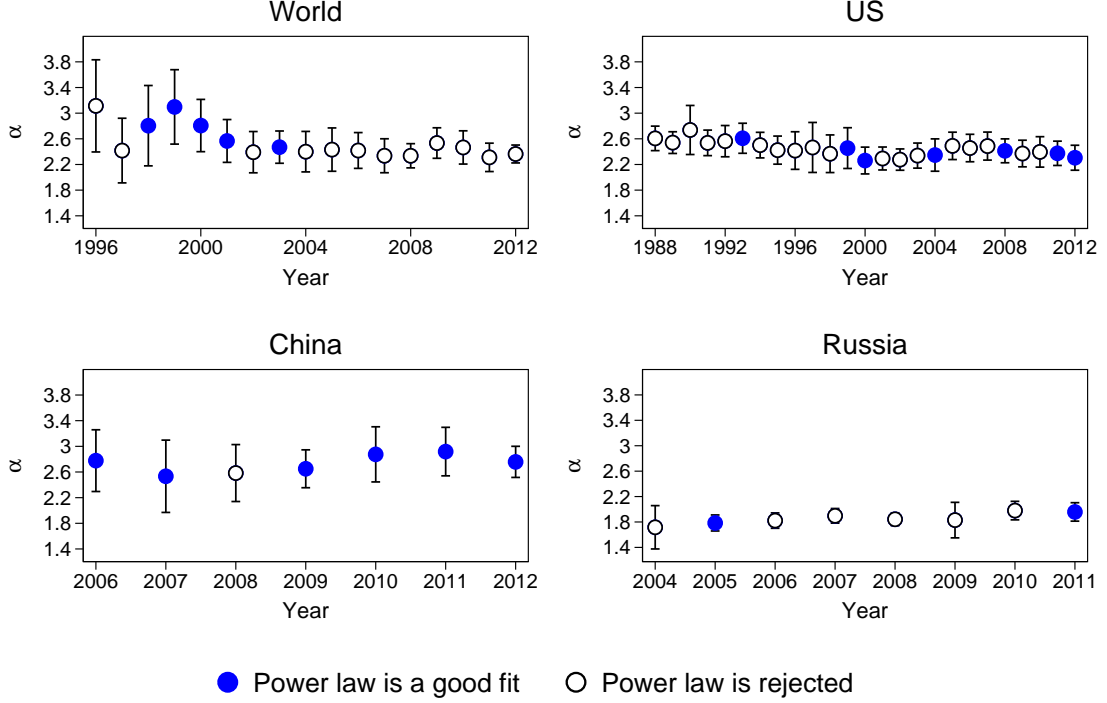 World
α
3.8
3.4
3
2.6
2.2
1.8
1.4
1996 2000 2004 2008 2012
Year
US
α
3.8
3.4
3
2.6
2.2
1.8
1.4
1988 1992 1996 2000 2004 2008 2012
Year
China
α
3.8
3.4
3
2.6
2.2
1.8
1.4
2006 2007 2008 2009 2010 2011 2012
Year
Russia
α
3.8
3.4
3
2.6
2.2
1.8
1.4
2004 2005 2006 2007 2008 2009 2010 2011
Year
Power law is a good fit Power law is rejected